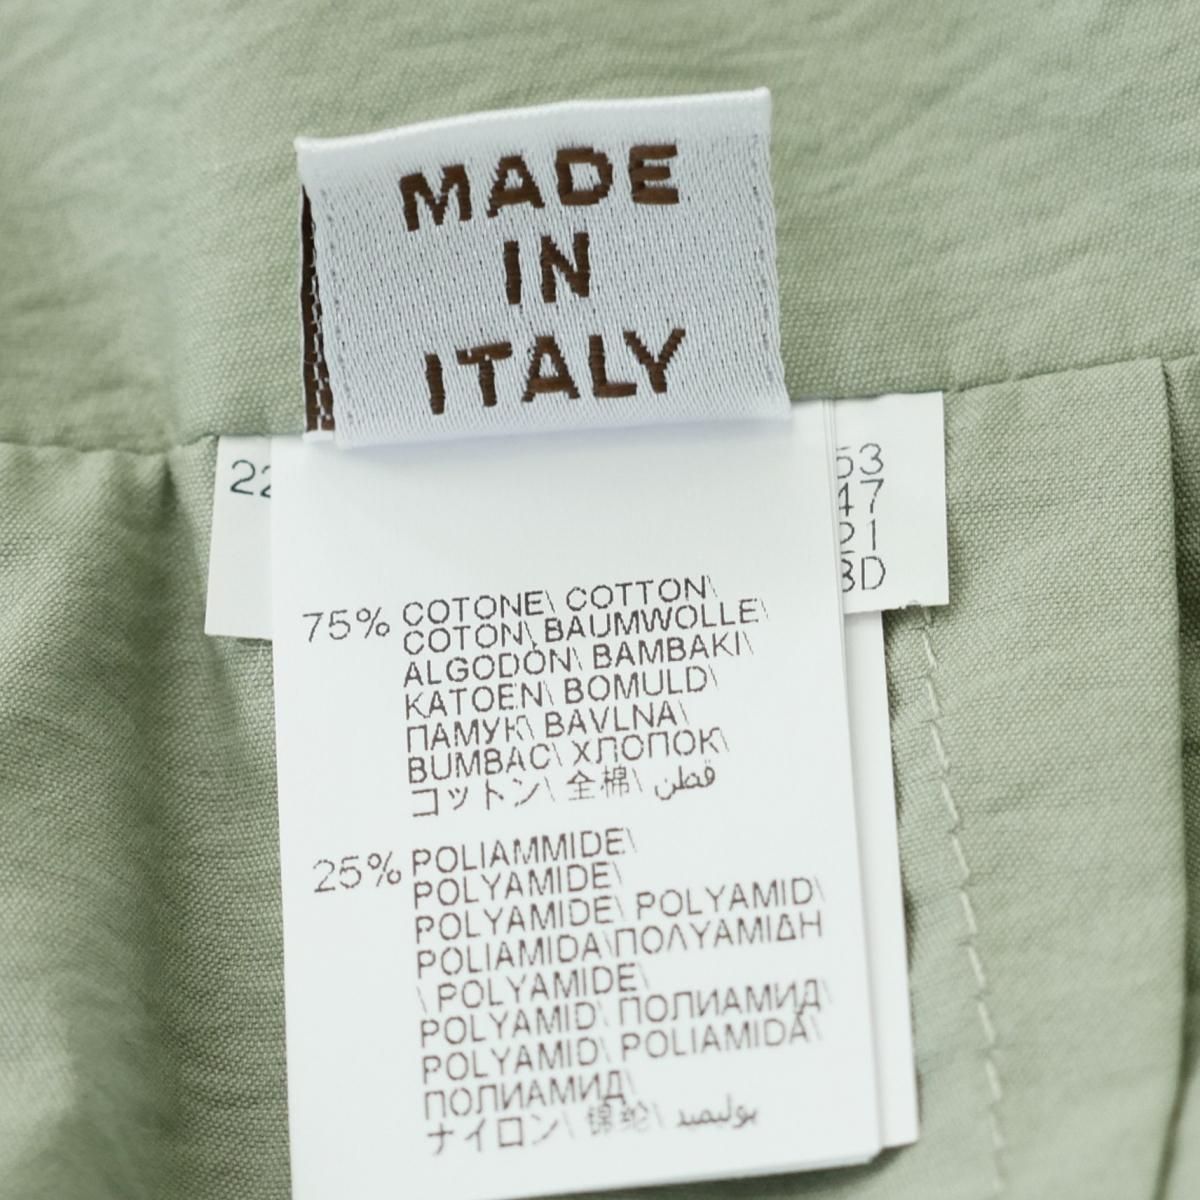 MADE
IN
ITALY
53
47
8D
75% COTONE\ COTTON\
COTON\ BAUMWOLLE\
ALGODÓN\ BAMBAKI\
KATOEN\ BOMULD\
ПАМУК\ BAVLNA\
BUMBAC\ ХЛОПОК\
コットン\ 全棉\ قطن
25% POLIAMMIDE\
POLYAMIDE\
POLYAMIDE\ POLYAMID\
POLIAMIDA\ΠΟΛΥΑΜΙΔΗ
\ POLYAMIDE\
POLYAMID\ ПОЛИАМИД\
POLYAMID\ POLIAMIDA\
ПОЛИАМИД\
ナイロン\ 锦纶\ بوليميد